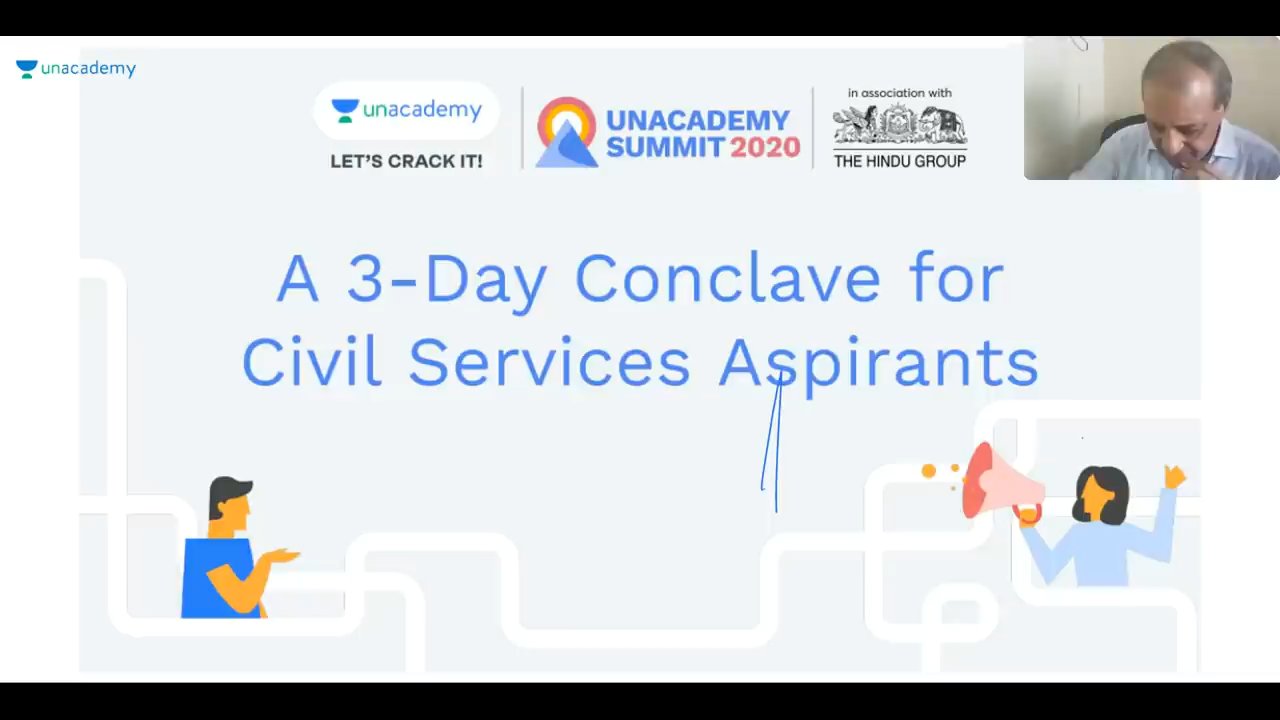 unacademy
unacademy
LET'S CRACK IT!
UNACADEMY
SUMMIT 2020
in association with
THE HINDU GROUP
A 3-Day Conclave for
Civil Services Aspirants